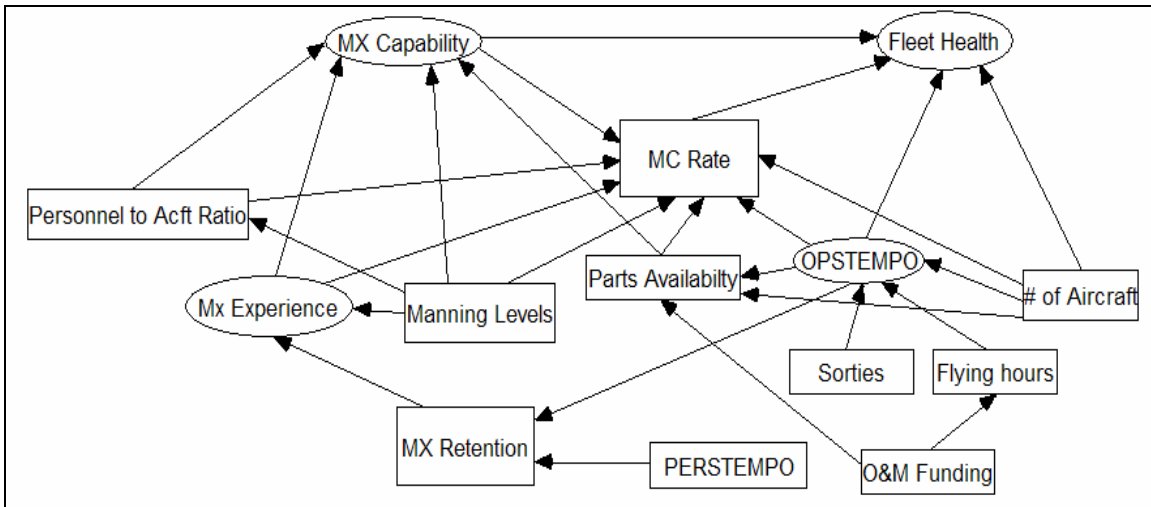 MX Capability
Fleet Health
MC Rate
Personnel to Acft Ratio
Parts Availabilty
OPSTEMPO
# of Aircraft
Mx Experience
Manning Levels
Sorties
Flying hours
MX Retention
PERSTEMPO
O&M Funding